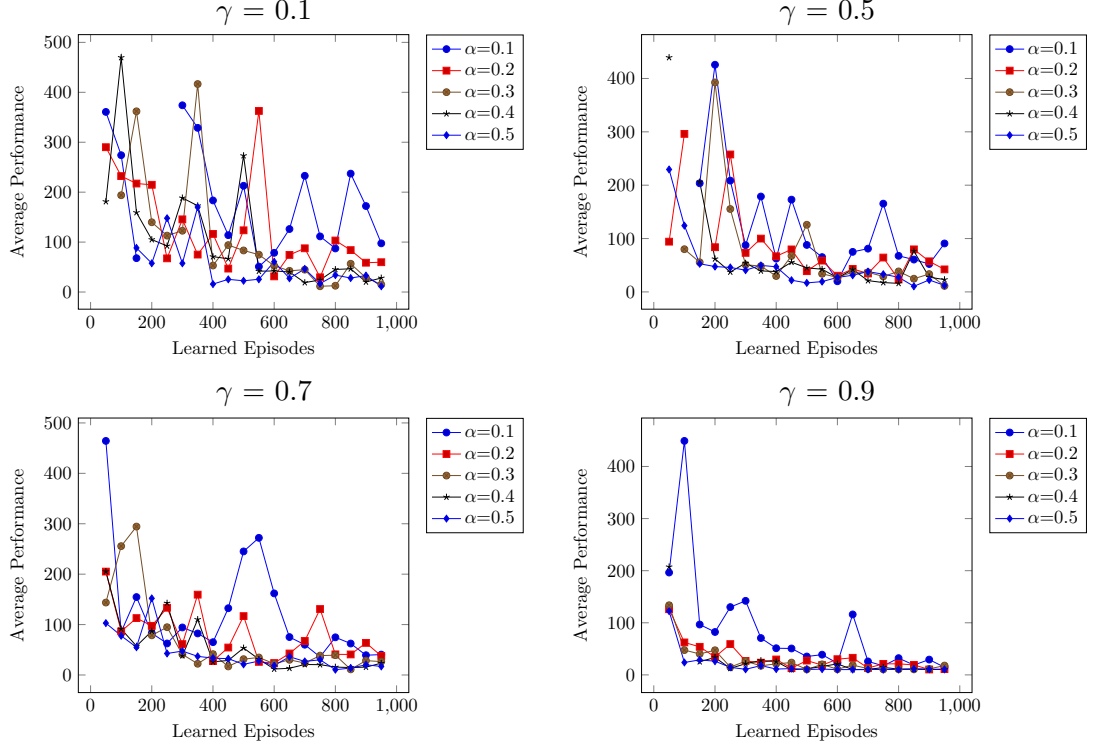 γ = 0.1
500
400
300
200
100
0
0 200 400 600 800 1,000
Average Performance
Learned Episodes
α=0.1
α=0.2
α=0.3
α=0.4
α=0.5
γ = 0.5
400
300
200
100
0
0 200 400 600 800 1,000
Average Performance
Learned Episodes
α=0.1
α=0.2
α=0.3
α=0.4
α=0.5
γ = 0.7
500
400
300
200
100
0
0 200 400 600 800 1,000
Average Performance
Learned Episodes
α=0.1
α=0.2
α=0.3
α=0.4
α=0.5
γ = 0.9
400
300
200
100
0
0 200 400 600 800 1,000
Average Performance
Learned Episodes
α=0.1
α=0.2
α=0.3
α=0.4
α=0.5